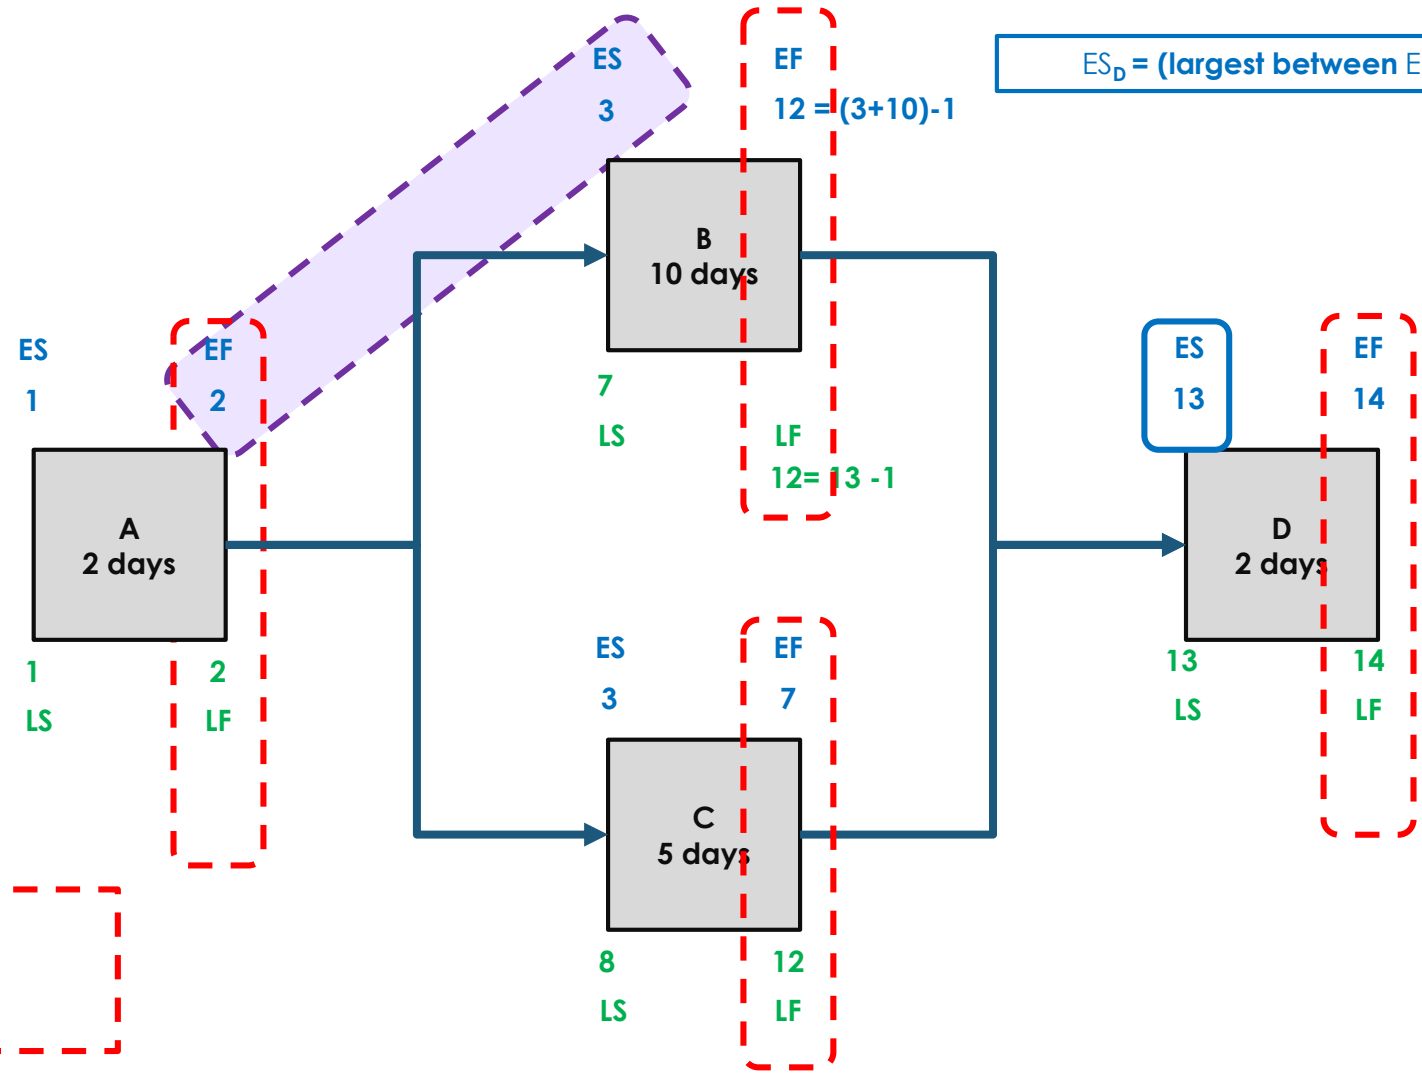 ES
3
EF
12 = (3+10)-1
ES_D = (largest between E
B
10 days
7
LS
LF
12= 13 -1
ES
1
EF
2
A
2 days
1
LS
2
LF
ES
13
EF
14
D
2 days
13
LS
14
LF
ES
3
EF
7
C
5 days
8
LS
12
LF